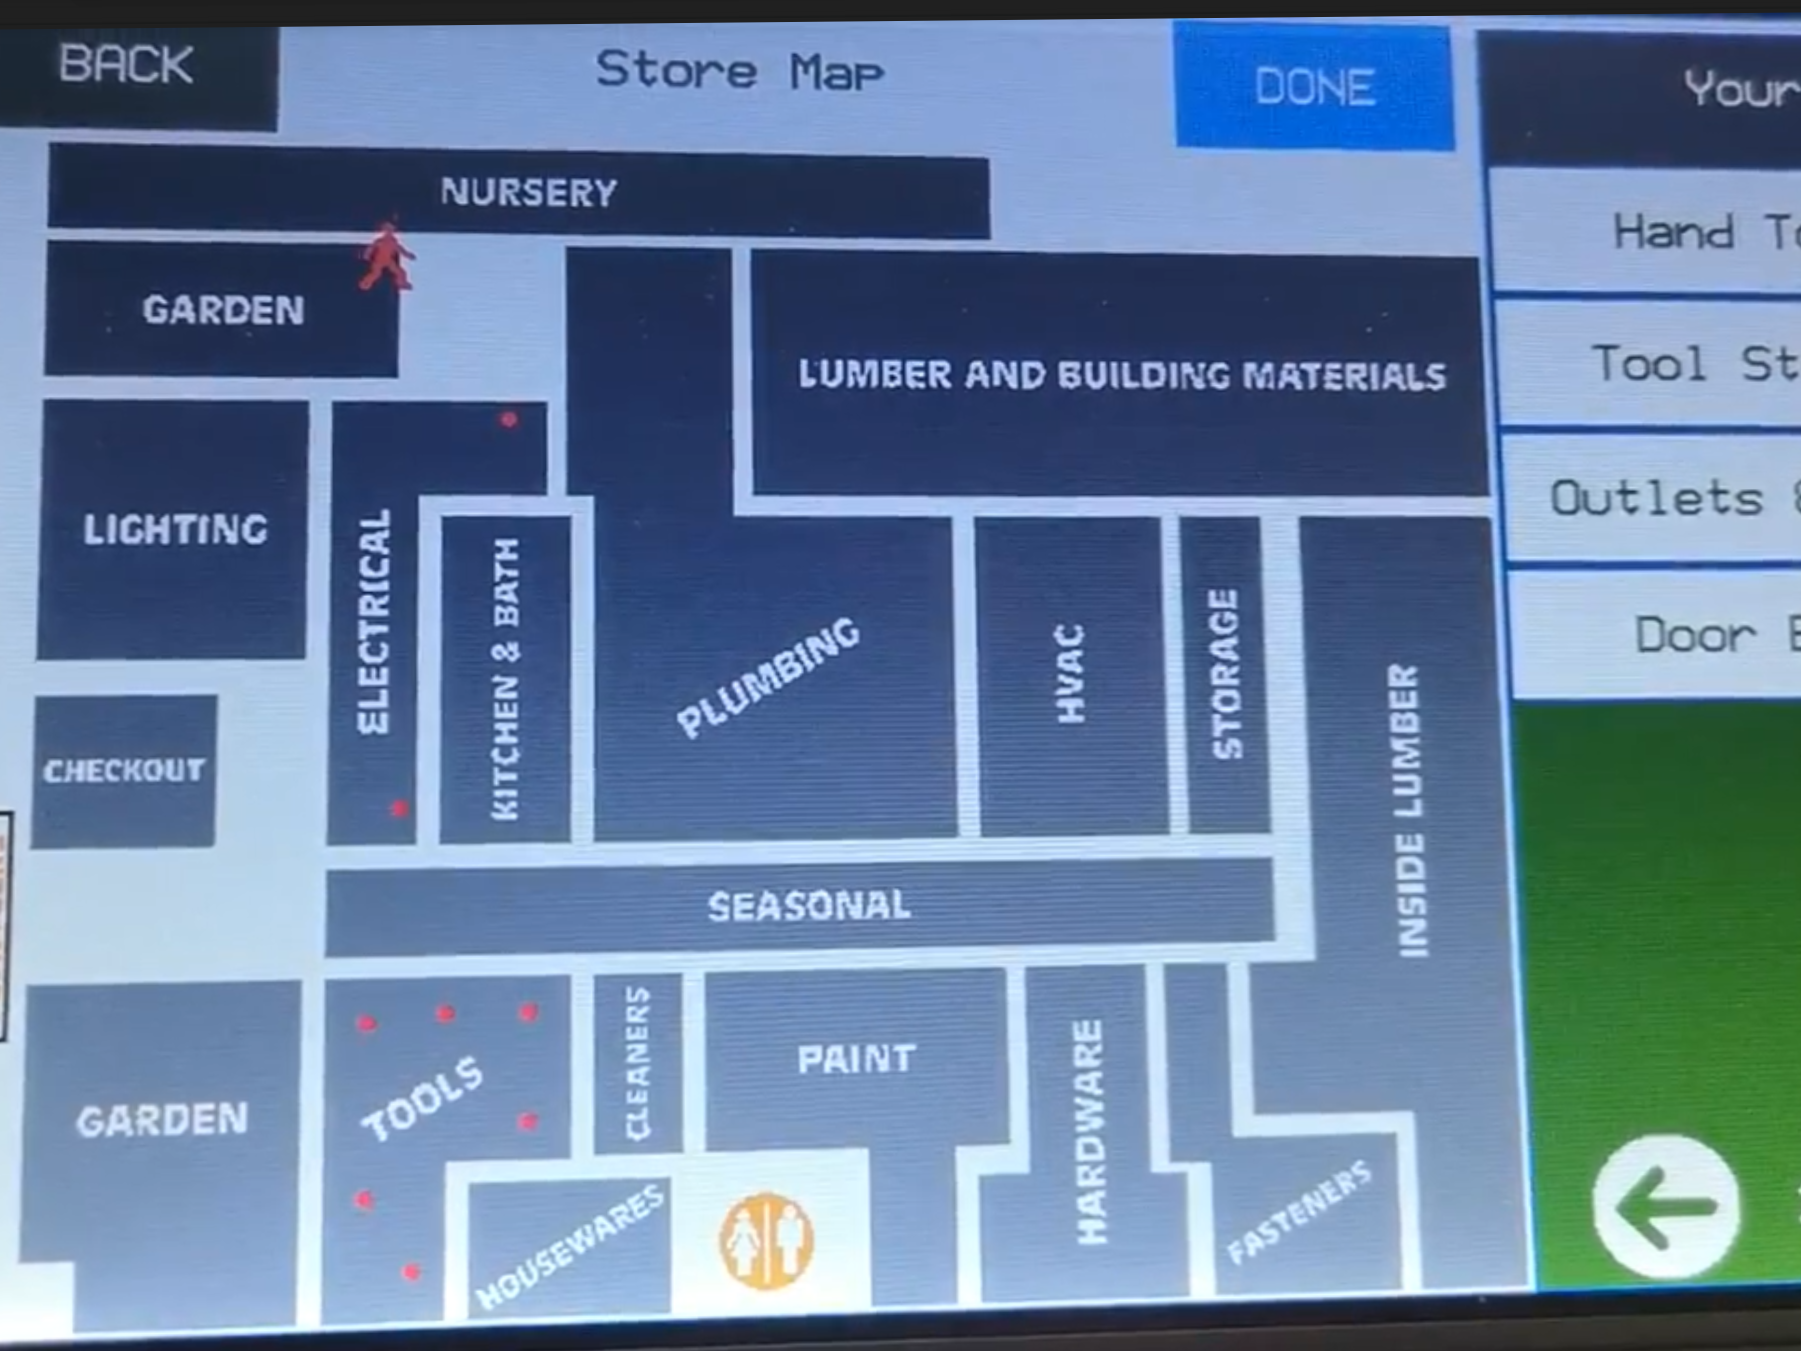 BACK
Store Map
DONE
Your
NURSERY
Hand
GARDEN
LUMBER AND BUILDING MATERIALS
Tool
LIGHTING
ELECTRICAL
KITCHEN & BATH
PLUMBING
HVAC
STORAGE
INSIDE LUMBER
Outlets
Door
CHECKOUT
SEASONAL
GARDEN
TOOLS
CLEANERS
PAINT
HARDWARE
FASTENERS
HOUSEWARES